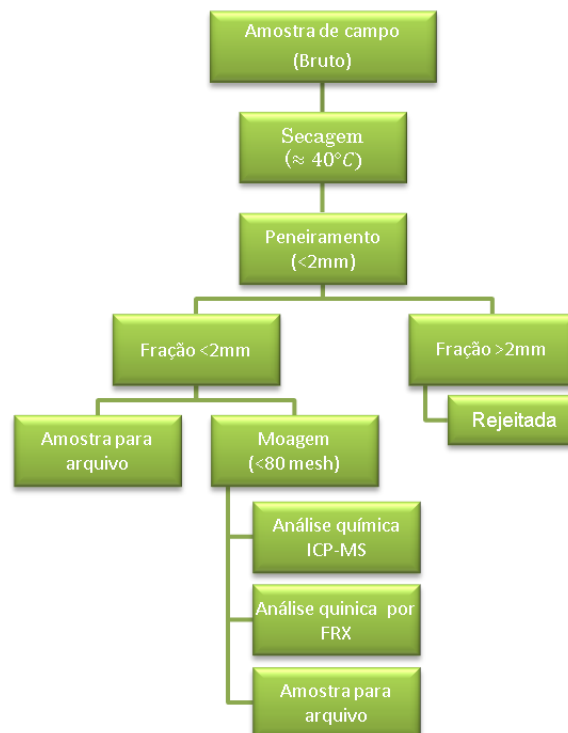 Amostra de campo
(Bruto)
Secagem
(≈ 40°C)
Peneiramento
(<2mm)
Fração <2mm
Fração >2mm
Rejeitada
Amostra para
arquivo
Moagem
(<80 mesh)
Análise química
ICP-MS
Análise quinica por
FRX
Amostra para
arquivo